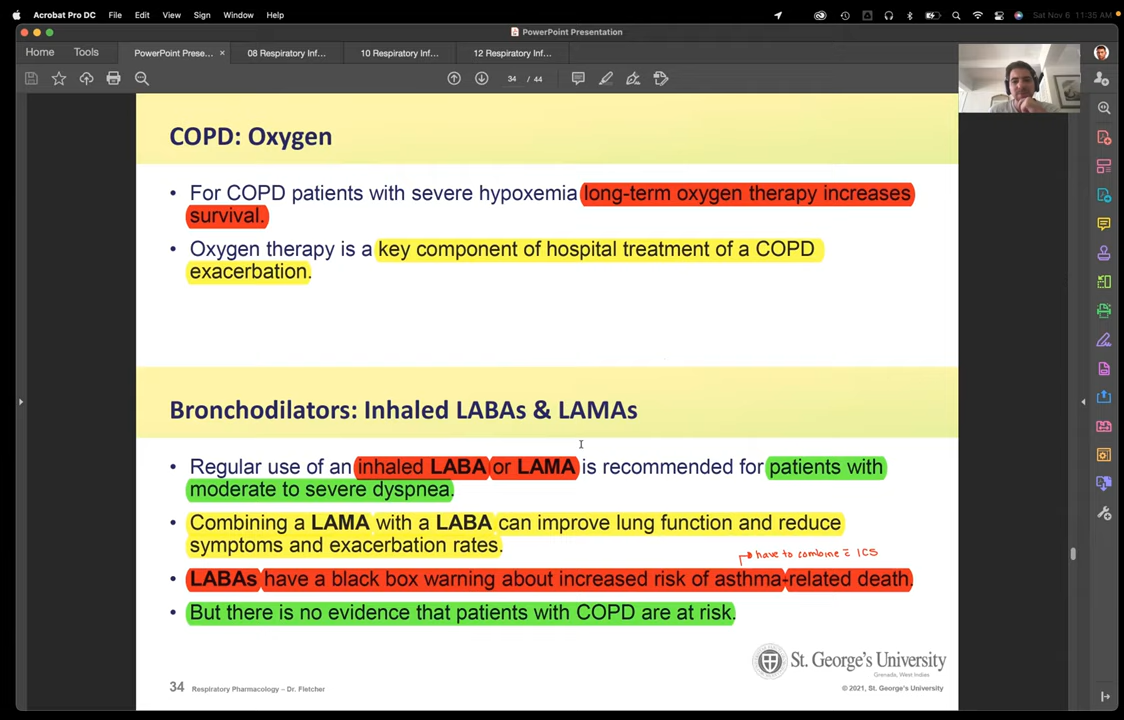 Acrobat Pro DC File Edit View Sign Window Help Sat Nov 6 11:35 AM
PowerPoint Presentation
Home Tools PowerPoint Prese... × 08 Respiratory Inf... 10 Respiratory Inf... 12 Respiratory Inf...
34 / 44
COPD: Oxygen
• For COPD patients with severe hypoxemia long-term oxygen therapy increases
survival.
• Oxygen therapy is a key component of hospital treatment of a COPD
exacerbation.
Bronchodilators: Inhaled LABAs & LAMAs
• Regular use of an inhaled LABA or LAMA is recommended for patients with
moderate to severe dyspnea.
• Combining a LAMA with a LABA can improve lung function and reduce
symptoms and exacerbation rates.
have to combine c̄ ICS
• LABAs have a black box warning about increased risk of asthma-related death.
• But there is no evidence that patients with COPD are at risk.
St. George's University
Grenada, West Indies
34 Respiratory Pharmacology – Dr. Fletcher
© 2021, St. George's University